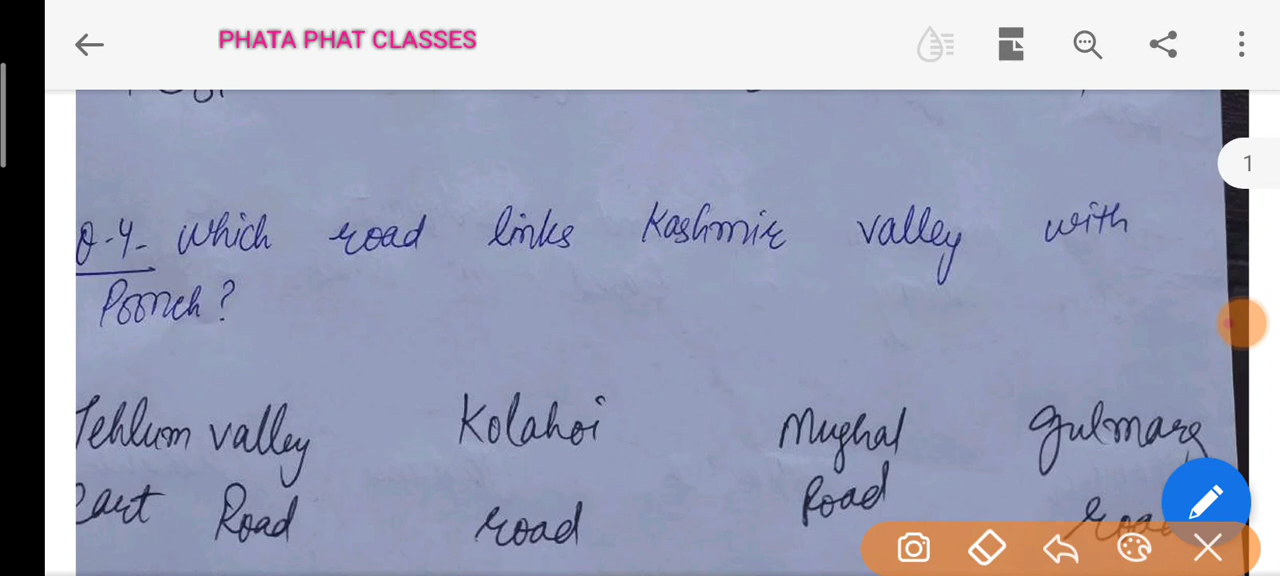 PHATA PHAT CLASSES
1
Q-4- Which road links Kashmir valley with
Poonch?
Jehlum valley Kolahoi Mughal gulmarg
Cart Road road Road road